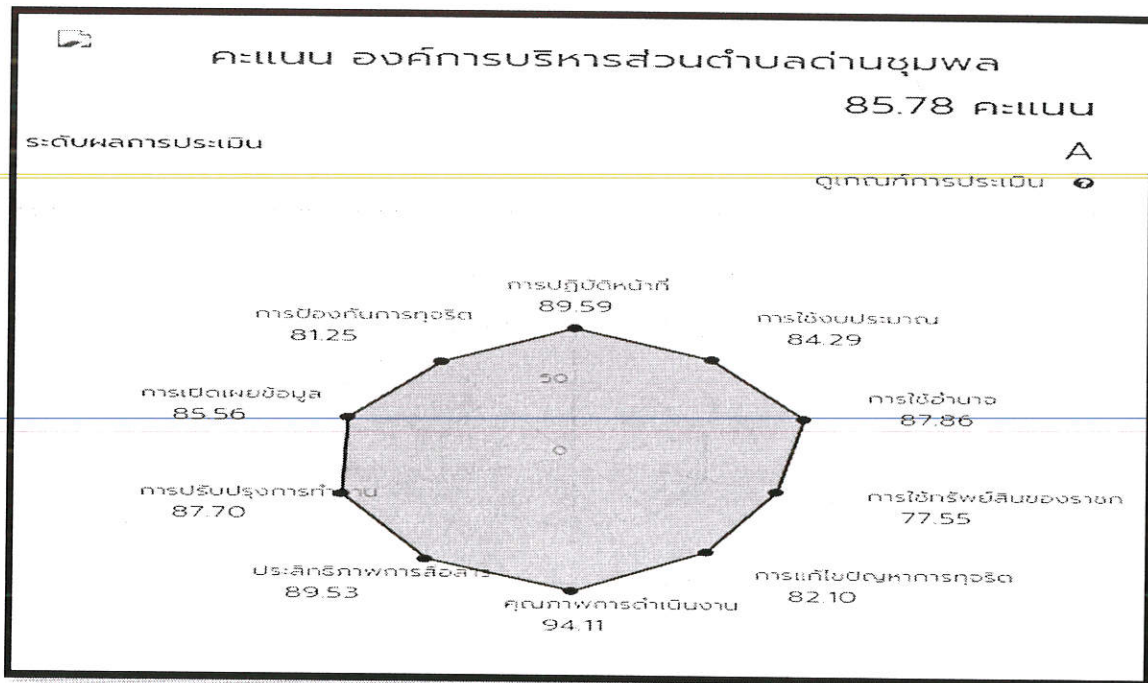 คะแนน องค์การบริหารส่วนตำบลด่านชุมพล
85.78 คะแนน
ระดับผลการประเมิน
A
ดูเกณฑ์การประเมิน ?
การปฏิบัติหน้าที่
89.59
การป้องกันการทุจริต
81.25
การใช้งบประมาณ
84.29
50
การเปิดเผยข้อมูล
85.56
การใช้อำนาจ
87.86
0
การปรับปรุงการทำงาน
87.70
การใช้ทรัพย์สินของราชก
77.55
ประสิทธิภาพการสื่อสาร
89.53
การแก้ไขปัญหาการทุจริต
82.10
คุณภาพการดำเนินงาน
94.11